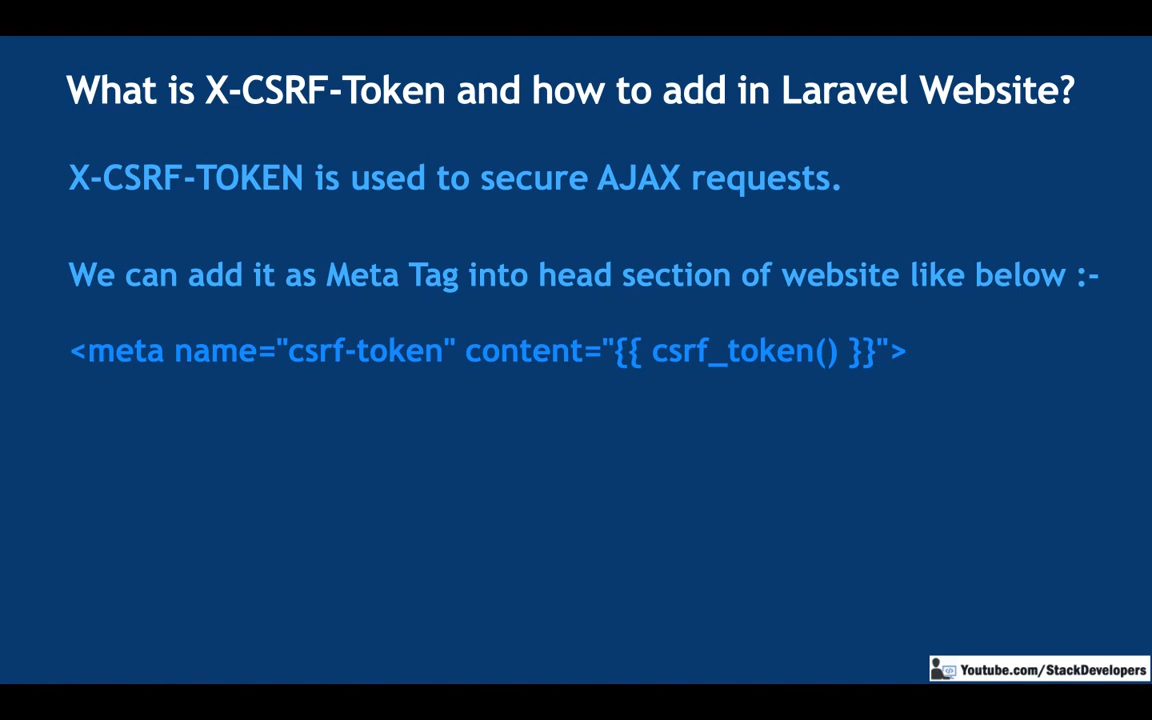 What is X-CSRF-Token and how to add in Laravel Website?
X-CSRF-TOKEN is used to secure AJAX requests.
We can add it as Meta Tag into head section of website like below :-
<meta name="csrf-token" content="{{ csrf_token() }}">
Youtube.com/StackDevelopers